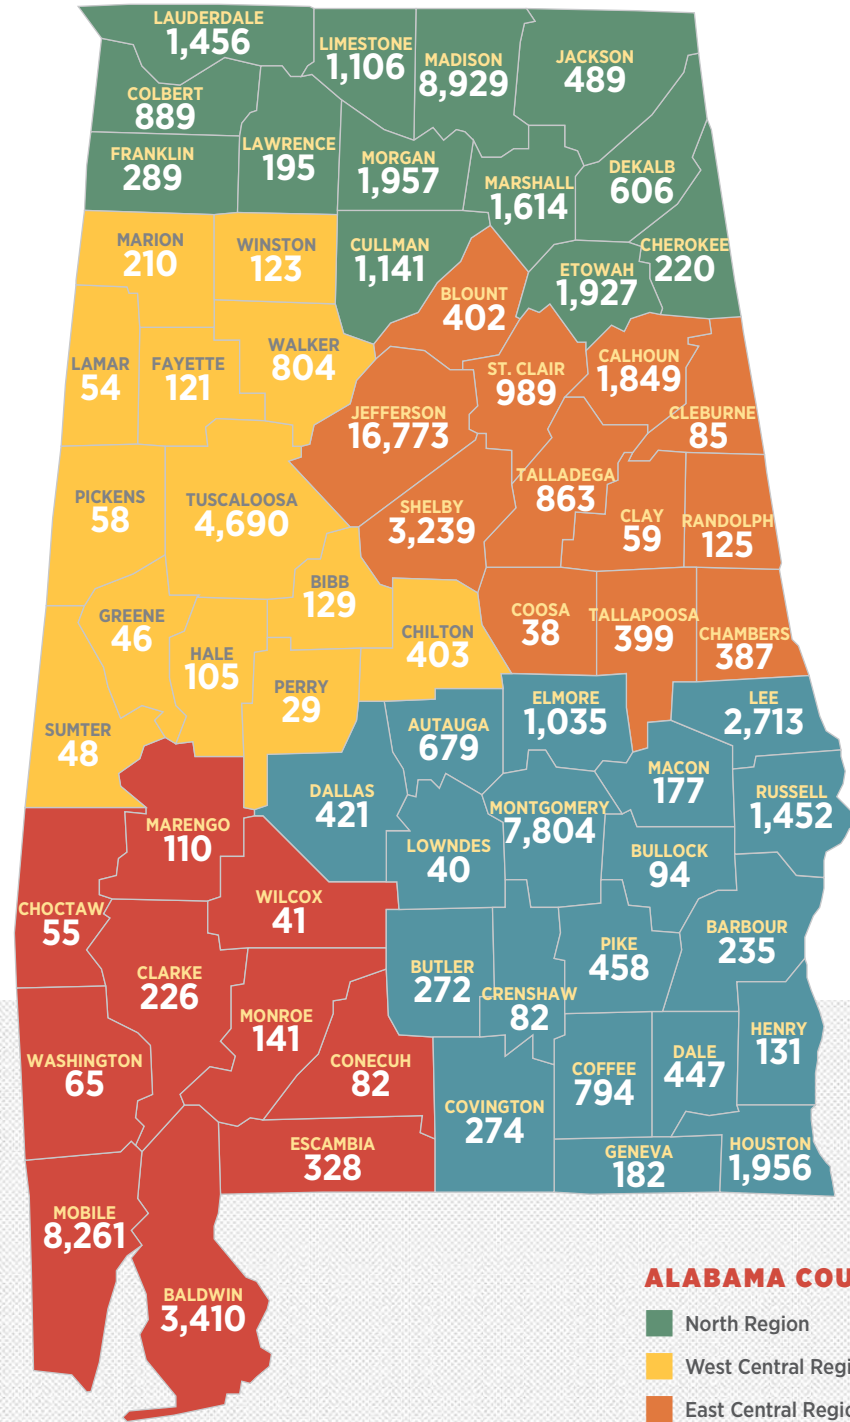 LAUDERDALE
1,456
LIMESTONE
1,106
MADISON
8,929
JACKSON
489
COLBERT
889
FRANKLIN
289
LAWRENCE
195
MORGAN
1,957
MARSHALL
1,614
DEKALB
606
MARION
210
WINSTON
123
CULLMAN
1,141
BLOUNT
402
ETOWAH
1,927
CHEROKEE
220
LAMAR
54
FAYETTE
121
WALKER
804
JEFFERSON
16,773
ST. CLAIR
989
CALHOUN
1,849
CLEBURNE
85
PICKENS
58
TUSCALOOSA
4,690
SHELBY
3,239
TALLADEGA
863
CLAY
59
RANDOLPH
125
GREENE
46
HALE
105
BIBB
129
CHILTON
403
COOSA
38
TALLAPOOSA
399
CHAMBERS
387
SUMTER
48
PERRY
29
DALLAS
421
AUTAUGA
679
ELMORE
1,035
LEE
2,713
MACON
177
RUSSELL
1,452
MARENGO
110
LOWNDES
40
MONTGOMERY
7,804
BULLOCK
94
CHOCTAW
55
WILCOX
41
CLARKE
226
MONROE
141
BUTLER
272
CRENSHAW
82
PIKE
458
BARBOUR
235
WASHINGTON
65
CONECUH
82
COVINGTON
274
COFFEE
794
DALE
447
HENRY
131
ESCAMBIA
328
GENEVA
182
HOUSTON
1,956
MOBILE
8,261
BALDWIN
3,410
ALABAMA COU
North Region
West Central Regi
East Central Regio